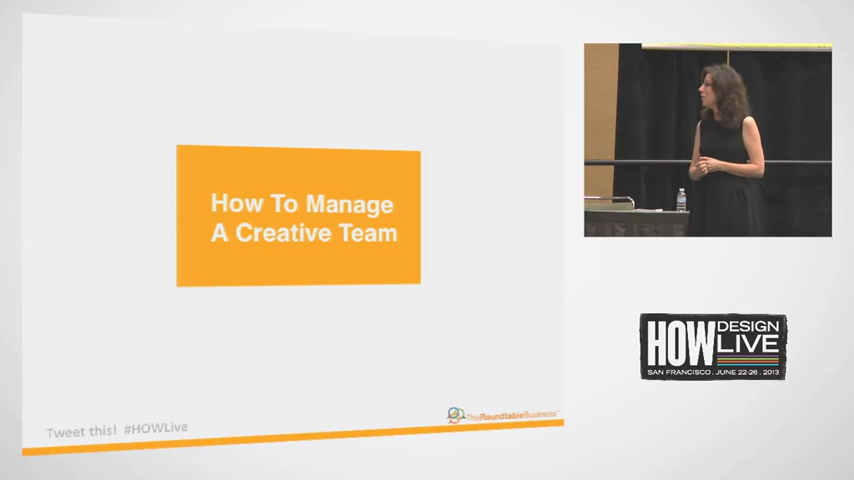 How To Manage
A Creative Team
Tweet this! #HOWLive
TheRoundtableBusiness
HOW DESIGN LIVE
SAN FRANCISCO . JUNE 22-26 . 2013